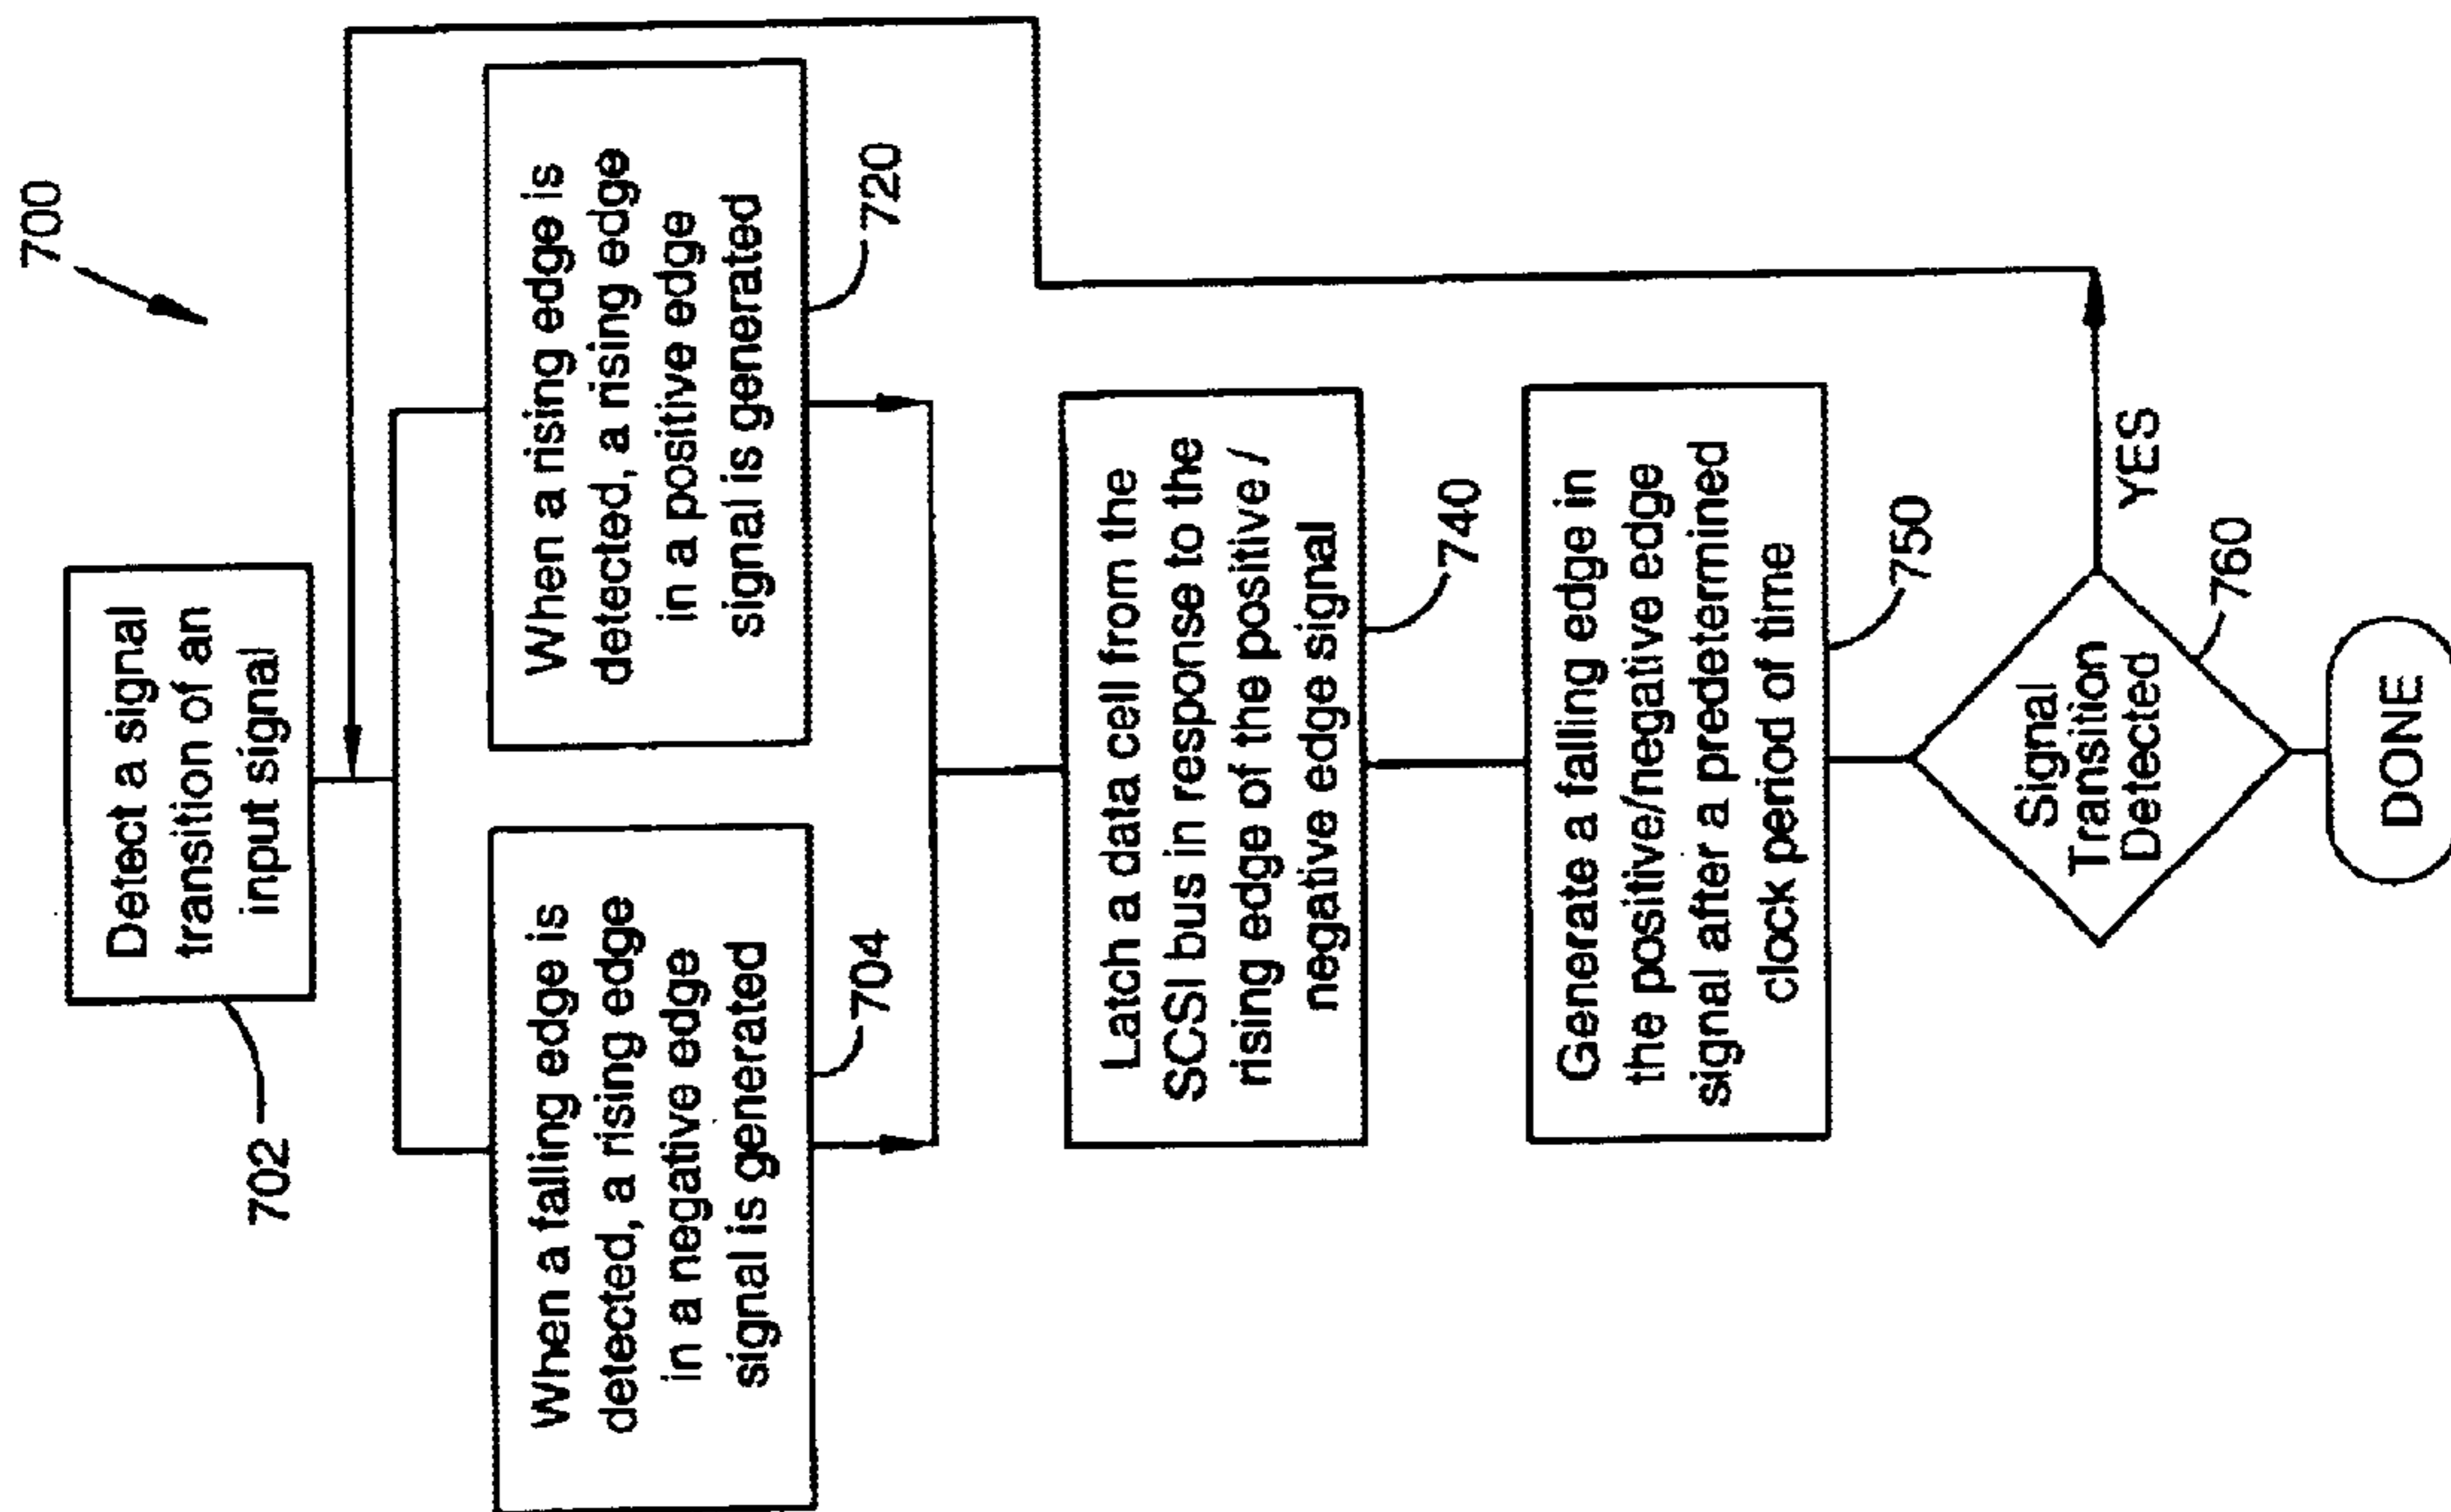 700
Detect a signal
transition of an
input signal
702
When a falling edge is
detected, a rising edge
in a negative edge
signal is generated
704
When a rising edge is
detected, a rising edge
in a positive edge
signal is generated
720
Latch a data cell from the
SCSI bus in response to the
rising edge of the positive /
negative edge signal
740
Generate a falling edge in
the positive/negative edge
signal after a predetermined
clock period of time
750
Signal
Transition
Detected
760
YES
DONE